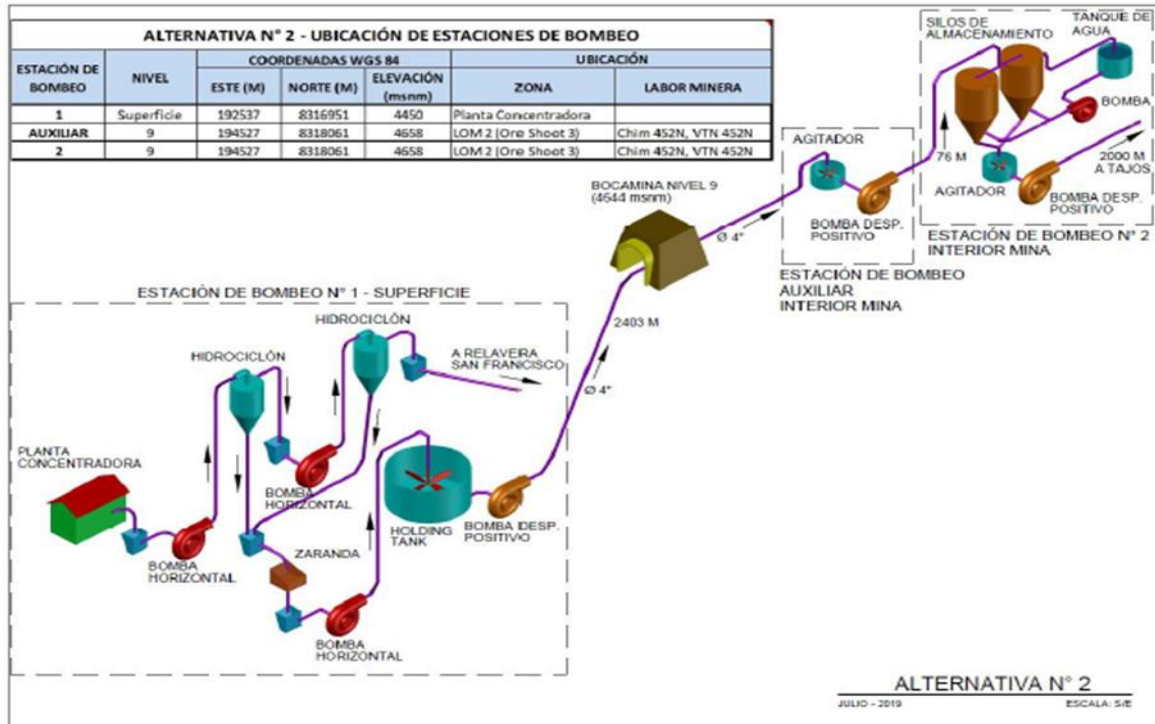 ALTERNATIVA N° 2 - UBICACIÓN DE ESTACIONES DE BOMBEO
ESTACIÓN DE BOMBEO NIVEL COORDENADAS WGS 84 UBICACIÓN
ESTE (M) NORTE (M) ELEVACIÓN (msnm) ZONA LABOR MINERA
1 Superficie 192537 8316951 4450 Planta Concentradora
AUXILIAR 9 194527 8318061 4658 LOM 2 (Ore Shoot 3) Chim 452N, VTN 452N
2 9 194527 8318061 4658 LOM 2 (Ore Shoot 3) Chim 452N, VTN 452N
SILOS DE
ALMACENAMIENTO
TANQUE DE
AGUA
BOMBA
76 M
2000 M
A TAJOS
AGITADOR
BOMBA DESP.
POSITIVO
ESTACIÓN DE BOMBEO N° 2
INTERIOR MINA
AGITADOR
BOMBA DESP.
POSITIVO
ESTACIÓN DE BOMBEO
AUXILIAR
INTERIOR MINA
BOCAMINA NIVEL 9
(4644 msnm)
Ø 4"
2403 M
Ø 4"
ESTACIÓN DE BOMBEO N° 1 - SUPERFICIE
HIDROCICLÓN
HIDROCICLÓN
A RELAVEIRA
SAN FRANCISCO
PLANTA
CONCENTRADORA
BOMBA
HORIZONTAL
BOMBA
HORIZONTAL
HOLDING
TANK
BOMBA DESP.
POSITIVO
ZARANDA
BOMBA
HORIZONTAL
ALTERNATIVA N° 2
JULIO - 2019 ESCALA: S/E